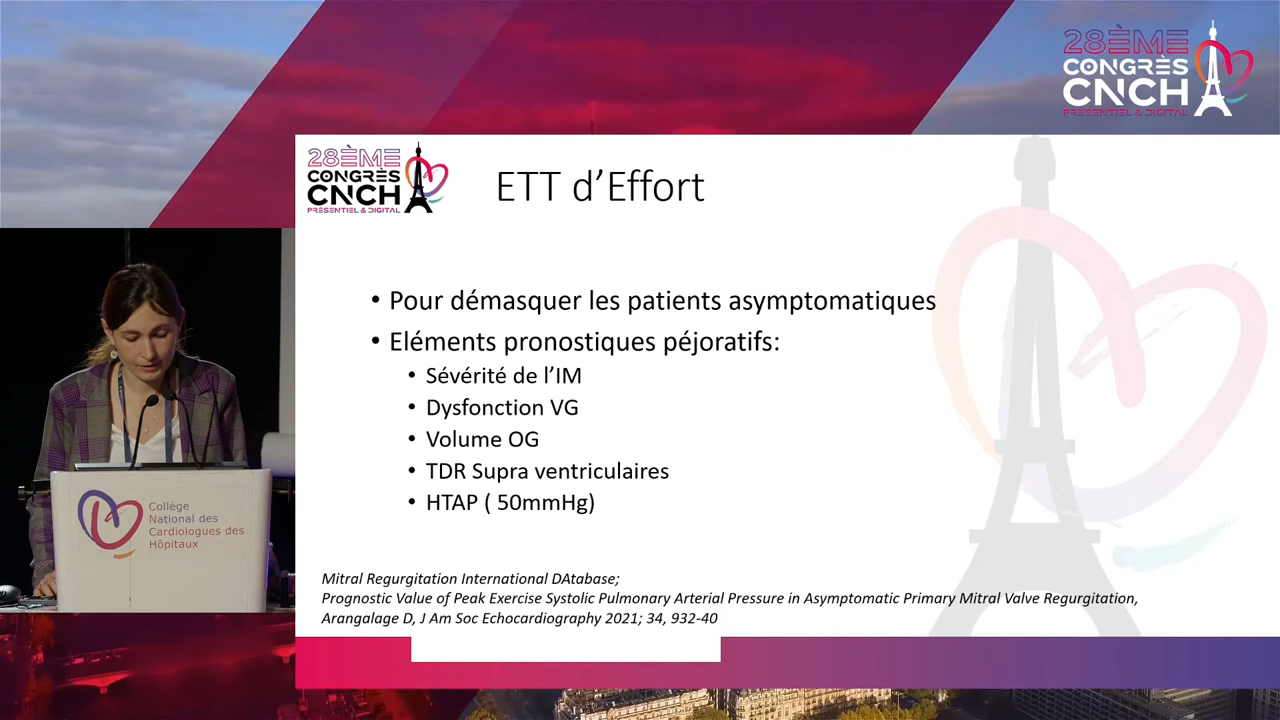 28ÈME
CONGRÈS
CNCH
PRÉSENTIEL & DIGITAL
28ÈME
CONGRÈS
CNCH
PRÉSENTIEL & DIGITAL
ETT d’Effort
• Pour démasquer les patients asymptomatiques
• Eléments pronostiques péjoratifs:
• Sévérité de l’IM
• Dysfonction VG
• Volume OG
• TDR Supra ventriculaires
• HTAP ( 50mmHg)
Mitral Regurgitation International DAtabase;
Prognostic Value of Peak Exercise Systolic Pulmonary Arterial Pressure in Asymptomatic Primary Mitral Valve Regurgitation,
Arangalage D, J Am Soc Echocardiography 2021; 34, 932-40
Collège
National des
Cardiologues des
Hôpitaux